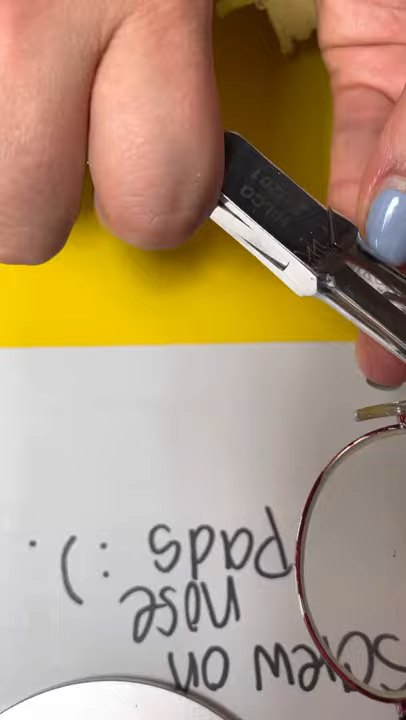 screw on
nose
pads :).